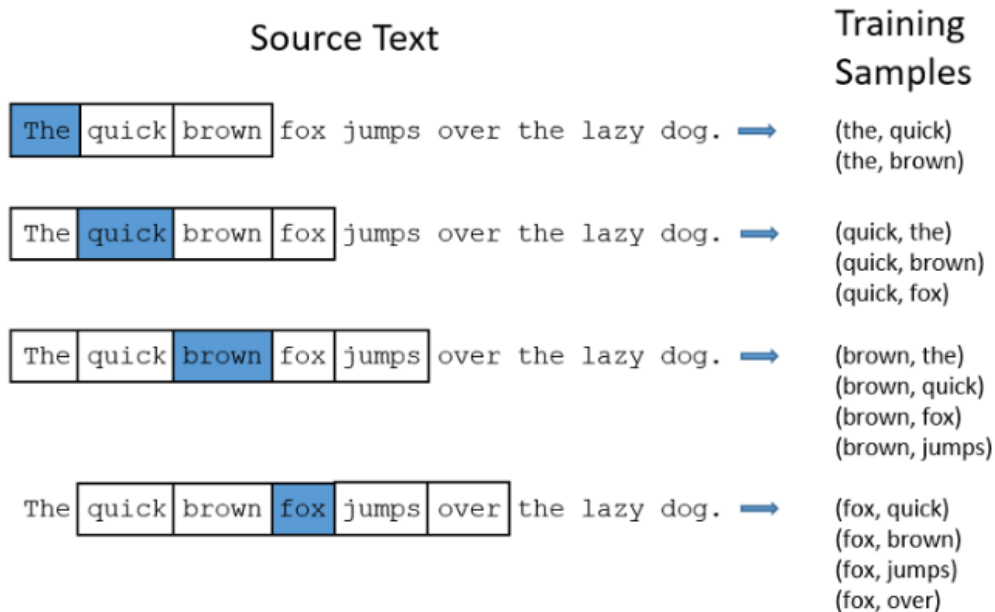 Source Text
Training
Samples
The quick brown fox jumps over the lazy dog.
(the, quick)
(the, brown)
The quick brown fox jumps over the lazy dog.
(quick, the)
(quick, brown)
(quick, fox)
The quick brown fox jumps over the lazy dog.
(brown, the)
(brown, quick)
(brown, fox)
(brown, jumps)
The quick brown fox jumps over the lazy dog.
(fox, quick)
(fox, brown)
(fox, jumps)
(fox, over)